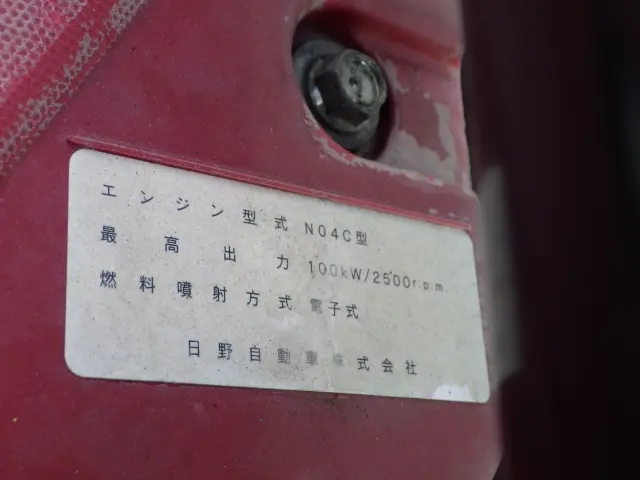 エンジン型式 N04C型
最高出力 100kW/2500r.p.m.
燃料噴射方式 電子式
日野自動車株式会社